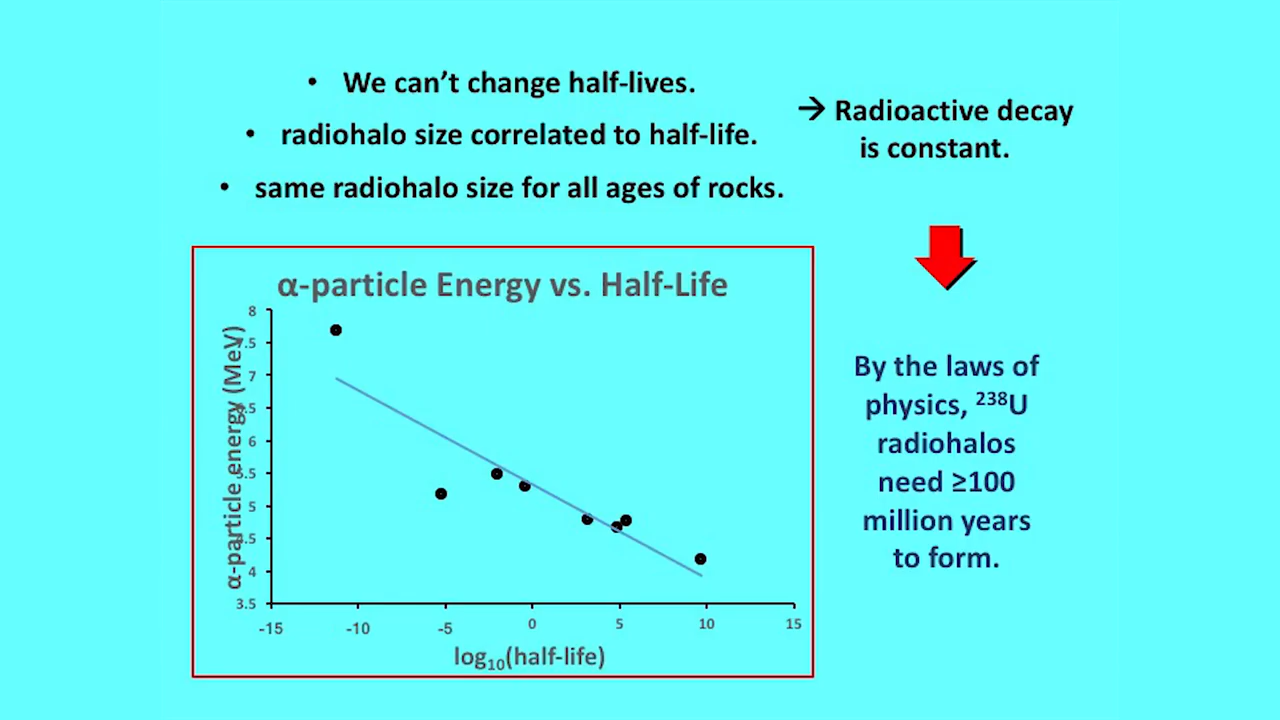 • We can’t change half-lives.
• radiohalo size correlated to half-life.
• same radiohalo size for all ages of rocks.
→ Radioactive decay
is constant.
α-particle Energy vs. Half-Life
α-particle energy (MeV)
8
7.5
7
6.5
6
5.5
5
4.5
4
3.5
-15 -10 -5 0 5 10 15
log₁₀(half-life)
By the laws of
physics, ²³⁸U
radiohalos
need ≥100
million years
to form.